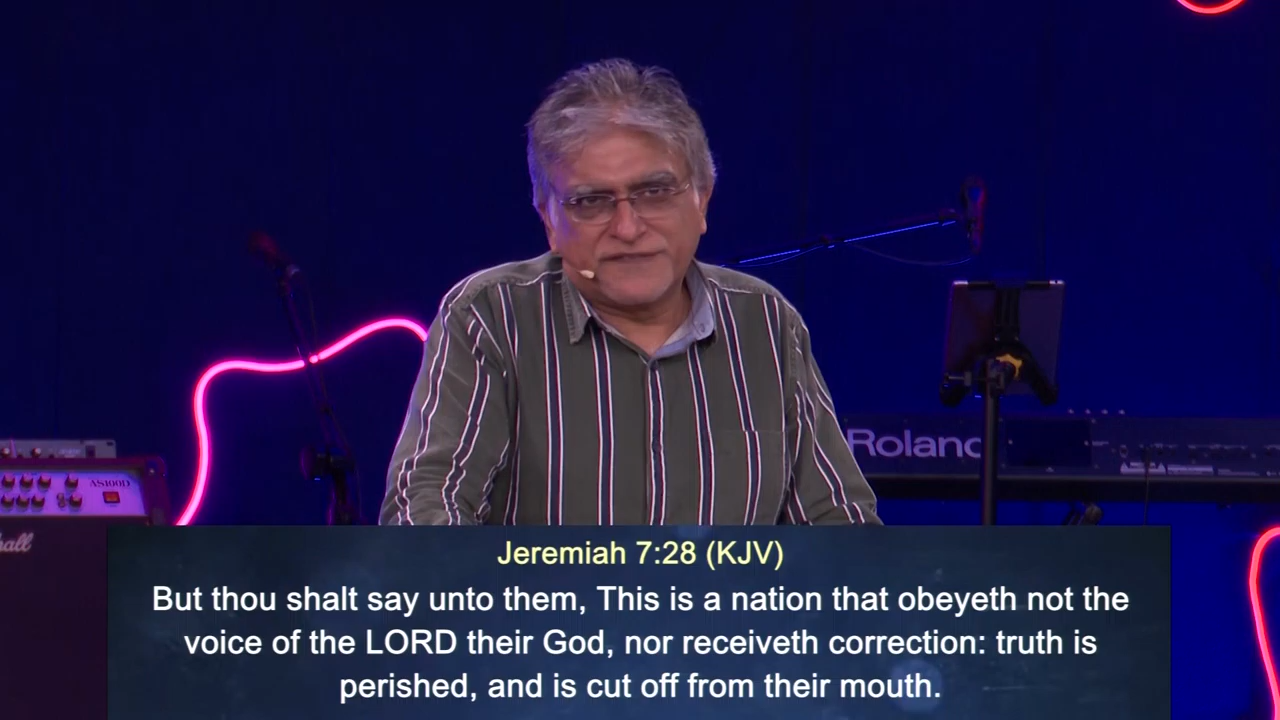 AS100D
Roland
Jeremiah 7:28 (KJV)
But thou shalt say unto them, This is a nation that obeyeth not the
voice of the LORD their God, nor receiveth correction: truth is
perished, and is cut off from their mouth.